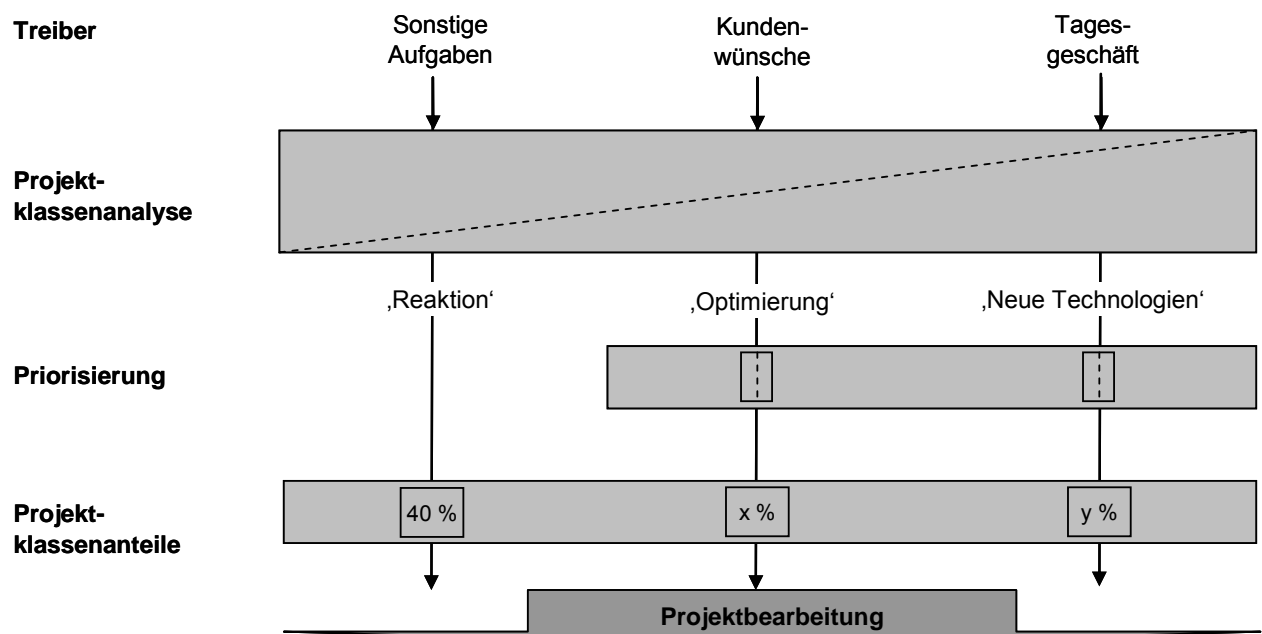 Treiber
Sonstige
Aufgaben
Kunden-
wünsche
Tages-
geschäft
Projekt-
klassenanalyse
‚Reaktion‘
‚Optimierung‘
‚Neue Technologien‘
Priorisierung
Projekt-
klassenanteile
40 %
x %
y %
Projektbearbeitung